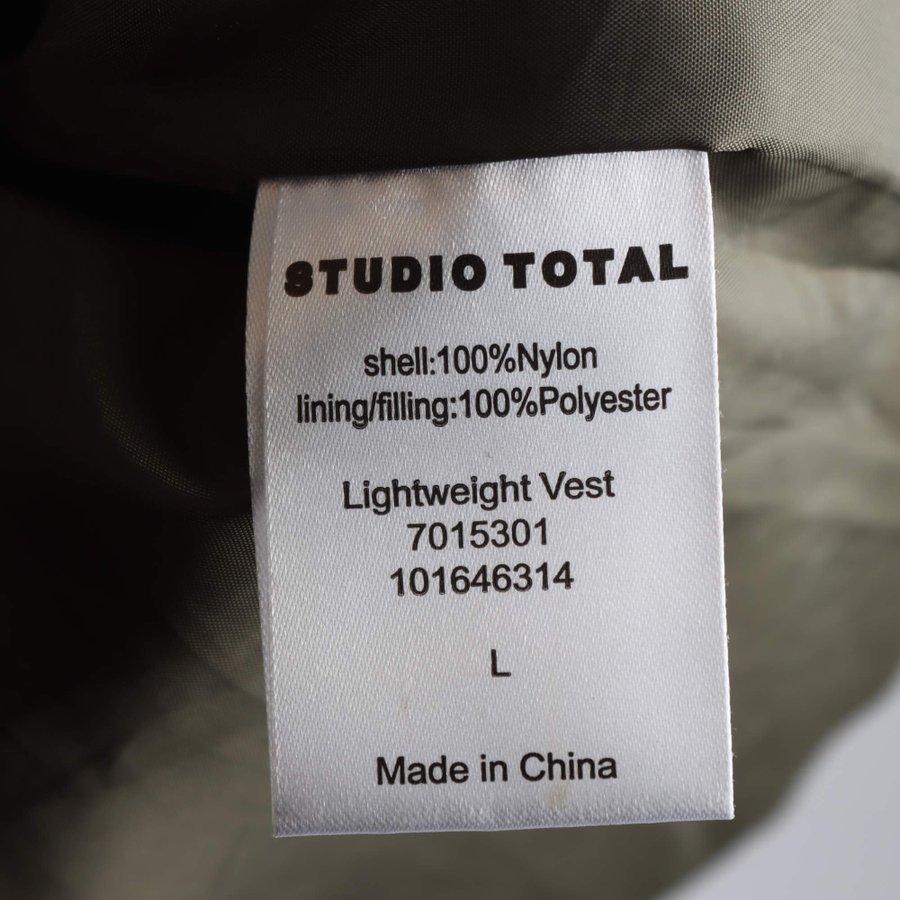 STUDIO TOTAL
shell:100%Nylon
lining/filling:100%Polyester
Lightweight Vest
7015301
101646314
L
Made in China